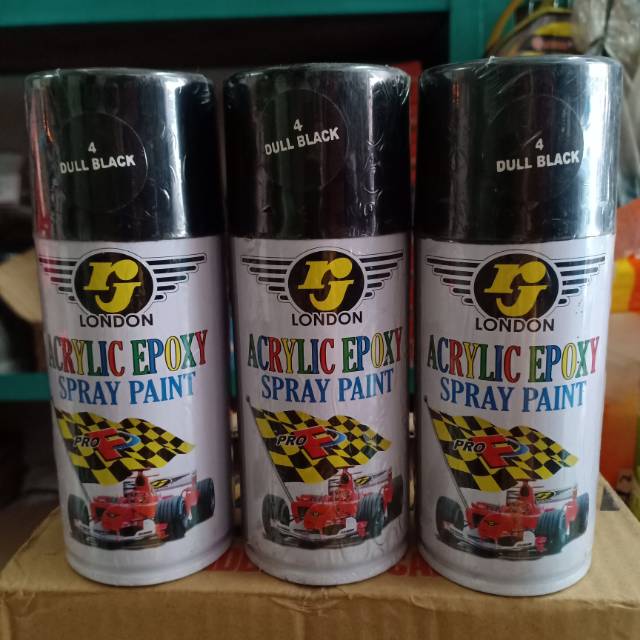 4
DULL BLACK
rj
LONDON
ACRYLIC EPOXY
SPRAY PAINT
PRO
4
DULL BLACK
rj
LONDON
ACRYLIC EPOXY
SPRAY PAINT
PRO
4
DULL BLACK
rj
LONDON
ACRYLIC EPOXY
SPRAY PAINT
PRO